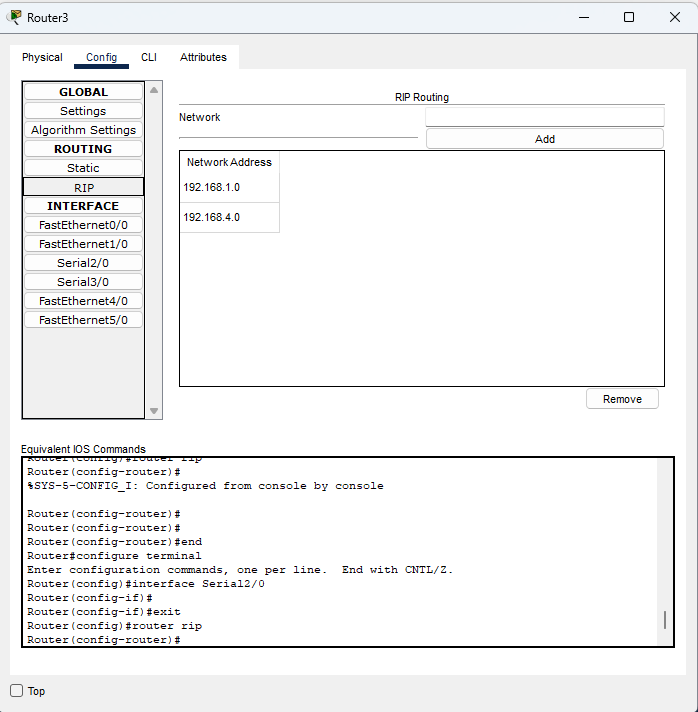 Router3
Physical Config CLI Attributes
GLOBAL
Settings
Algorithm Settings
ROUTING
Static
RIP
INTERFACE
FastEthernet0/0
FastEthernet1/0
Serial2/0
Serial3/0
FastEthernet4/0
FastEthernet5/0
RIP Routing
Network
Add
Network Address
192.168.1.0
192.168.4.0
Remove
Equivalent IOS Commands
Router(config)#router rip
Router(config-router)#
%SYS-5-CONFIG_I: Configured from console by console
Router(config-router)#
Router(config-router)#
Router(config-router)#end
Router#configure terminal
Enter configuration commands, one per line.  End with CNTL/Z.
Router(config)#interface Serial2/0
Router(config-if)#
Router(config-if)#exit
Router(config)#router rip
Router(config-router)#
Top